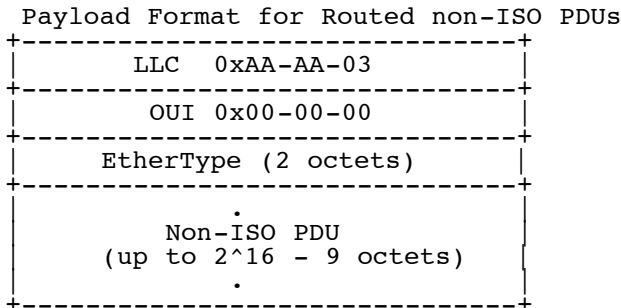 Payload Format for Routed non-ISO PDUs
+-------------------------------+
| LLC 0xAA-AA-03 |
+-------------------------------+
| OUI 0x00-00-00 |
+-------------------------------+
| EtherType (2 octets) |
+-------------------------------+
| . |
| Non-ISO PDU |
| (up to 2^16 - 9 octets) |
| . |
+-------------------------------+